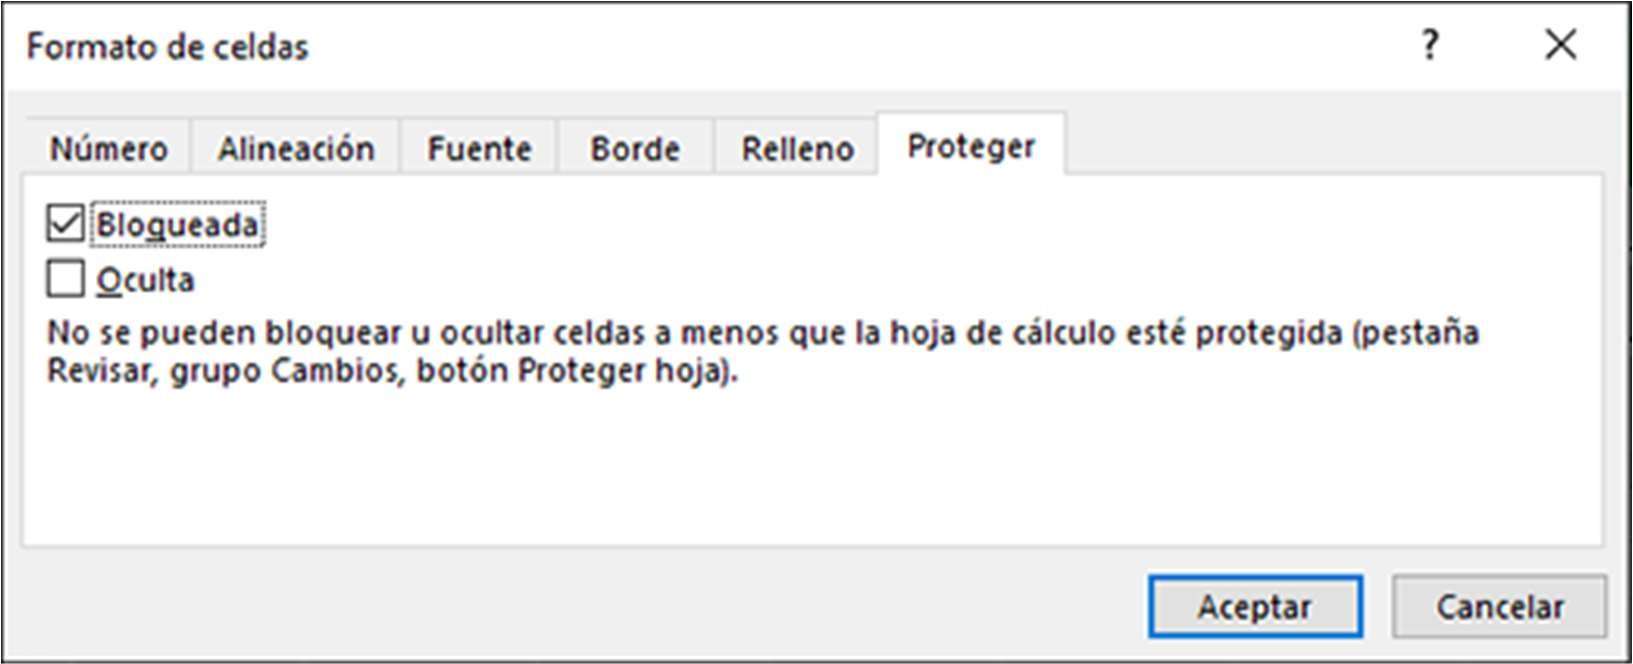 Formato de celdas
?
Número Alineación Fuente Borde Relleno Proteger
Bloqueada
Oculta
No se pueden bloquear u ocultar celdas a menos que la hoja de cálculo esté protegida (pestaña
Revisar, grupo Cambios, botón Proteger hoja).
Aceptar Cancelar